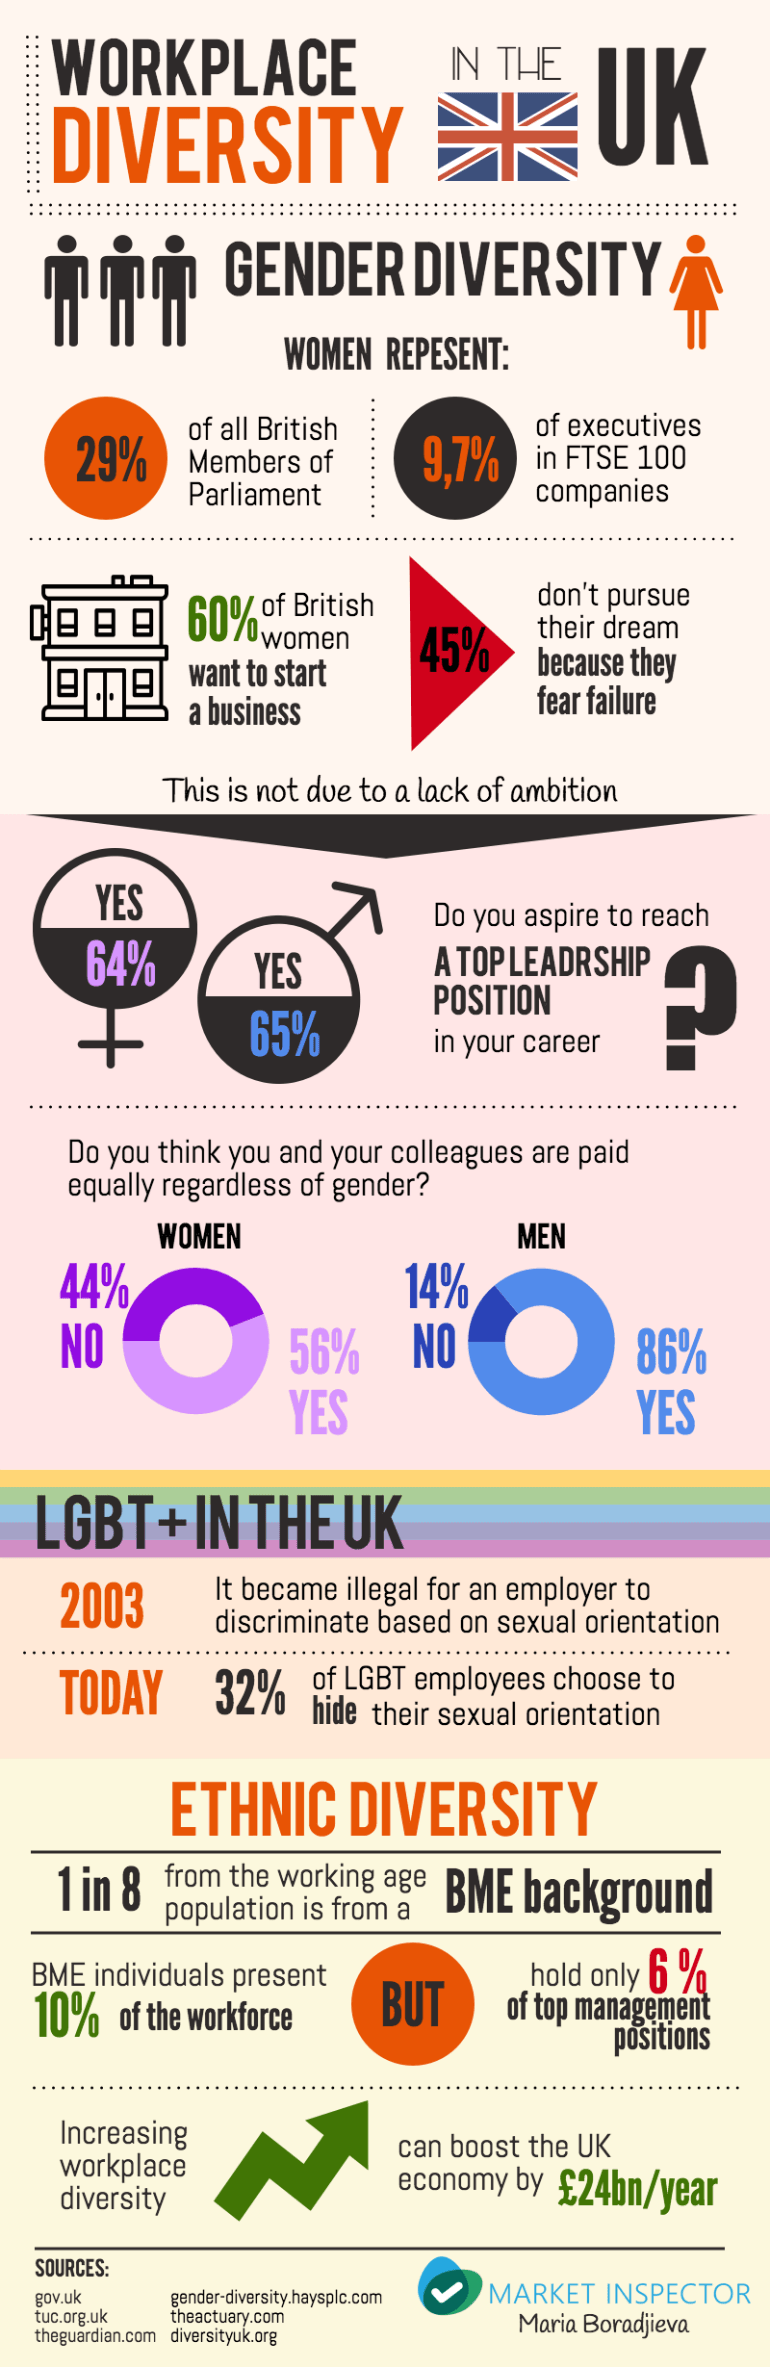 WORKPLACE
DIVERSITY
IN THE
UK
GENDER DIVERSITY
WOMEN REPESENT:
29%
of all British
Members of
Parliament
9,7%
of executives
in FTSE 100
companies
60% of British
women
want to start
a business
45%
don't pursue
their dream
because they
fear failure
This is not due to a lack of ambition
YES
64%
YES
65%
Do you aspire to reach
A TOP LEADRSHIP
POSITION
in your career
?
Do you think you and your colleagues are paid
equally regardless of gender?
WOMEN
44%
NO
56%
YES
MEN
14%
NO
86%
YES
LGBT+ IN THE UK
2003
It became illegal for an employer to
discriminate based on sexual orientation
TODAY
32%
of LGBT employees choose to
hide their sexual orientation
ETHNIC DIVERSITY
1 in 8
from the working age
population is from a
BME background
BME individuals present
10% of the workforce
BUT
hold only 6 %
of top management
positions
Increasing
workplace
diversity
can boost the UK
economy by £24bn/year
SOURCES:
gov.uk
tuc.org.uk
theguardian.com
gender-diversity.haysplc.com
theactuary.com
diversityuk.org
MARKET INSPECTOR
Maria Boradjieva